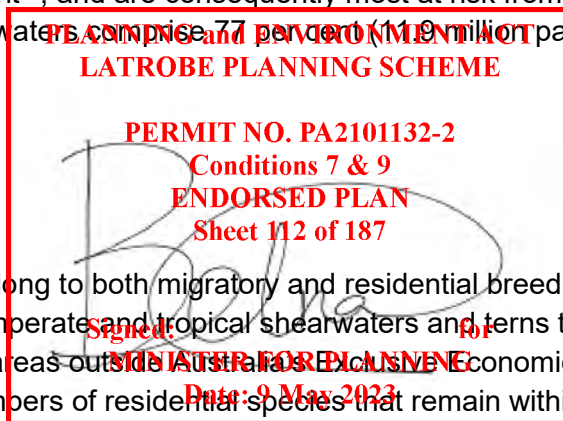 , and are consequently most at risk from
waters comprise 77 per cent (11.9 million pa
PLANNING and ENVIRONMENT ACT
LATROBE PLANNING SCHEME
PERMIT NO. PA2101132-2
Conditions 7 & 9
ENDORSED PLAN
Sheet 112 of 187
long to both migratory and residential breed
mperate and tropical shearwaters and terns t
Signed: for
areas outside Australia's Exclusive Economi
MINISTER FOR PLANNING
mbers of residential species that remain withi
Date: 9 May 2023